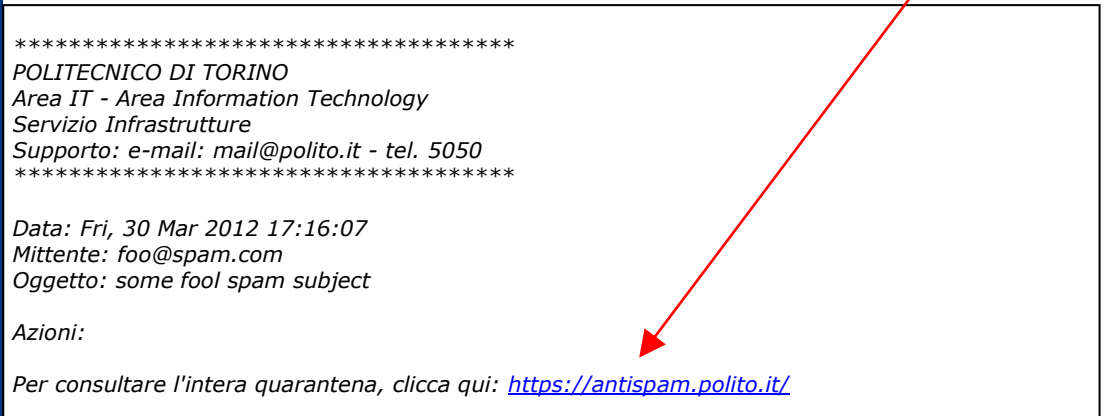 *************************************
POLITECNICO DI TORINO
Area IT - Area Information Technology
Servizio Infrastrutture
Supporto: e-mail: mail@polito.it - tel. 5050
*************************************
Data: Fri, 30 Mar 2012 17:16:07
Mittente: foo@spam.com
Oggetto: some fool spam subject
Azioni:
Per consultare l'intera quarantena, clicca qui: https://antispam.polito.it/